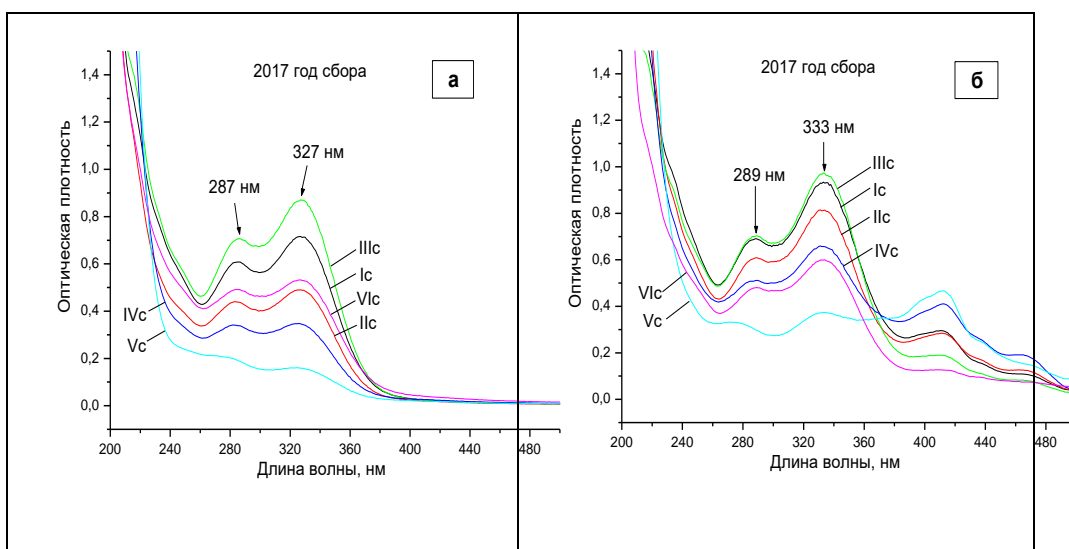 2017 год сбора
а
Оптическая плотность
1,4
1,2
1,0
0,8
0,6
0,4
0,2
0,0
287 нм
327 нм
IIIc
Ic
VIc
IIc
IVc
Vc
200 240 280 320 360 400 440 480
Длина волны, нм
2017 год сбора
б
Оптическая плотность
1,4
1,2
1,0
0,8
0,6
0,4
0,2
0,0
289 нм
333 нм
IIIc
Ic
IIc
IVc
VIc
Vc
200 240 280 320 360 400 440 480
Длина волны, нм